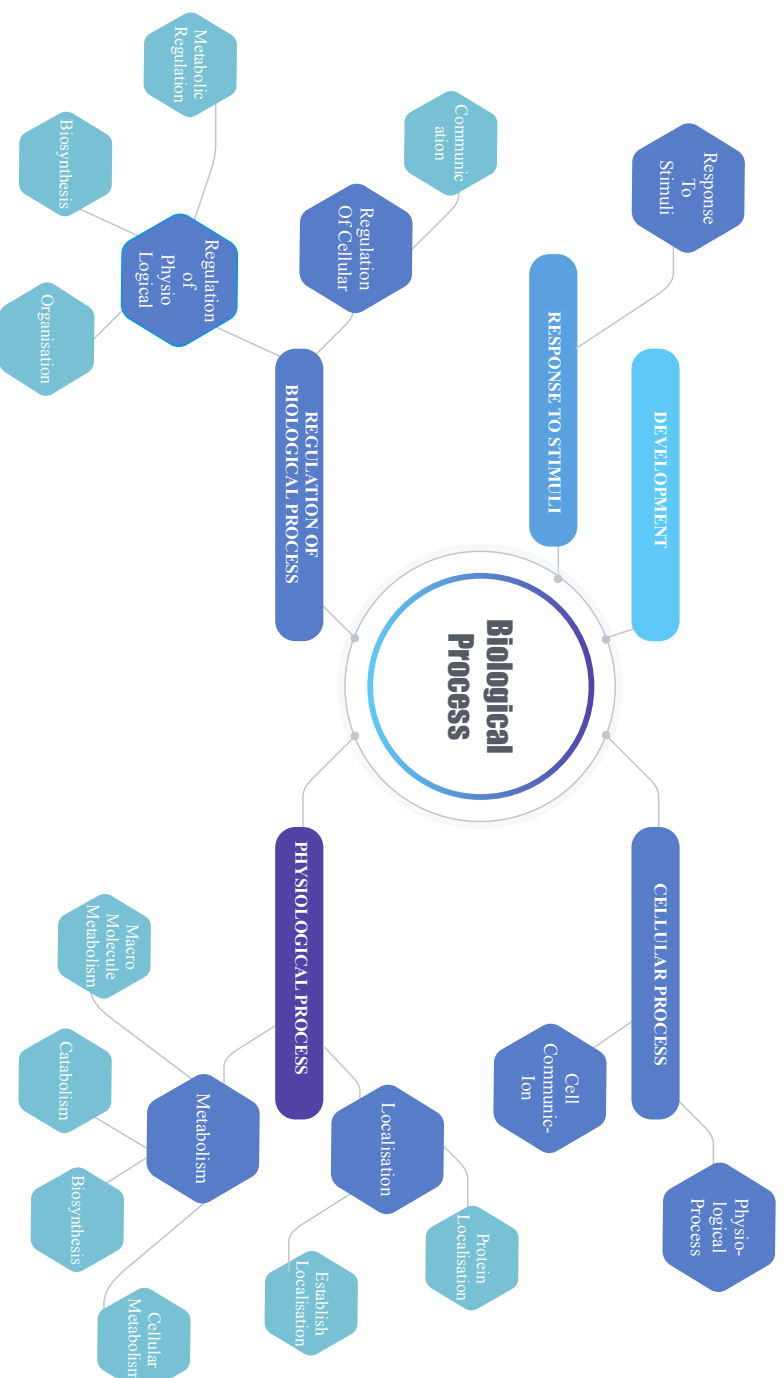 Biological
Process
Response
To
Stimuli
RESPONSE TO STIMULI
DEVELOPMENT
Communic
ation
Regulation
Of Cellular
REGULATION OF
BIOLOGICAL PROCESS
Regulation
of
Physio
Logical
Metabolic
Regulation
Biosynthesis
Organisation
CELLULAR PROCESS
Physio-
logical
Process
Cell
Communic-
Ion
PHYSIOLOGICAL PROCESS
Localisation
Protein
Localisation
Establish
Localisation
Metabolism
Macro
Molecule
Metabolism
Catabolism
Biosynthesis
Cellular
Metabolism